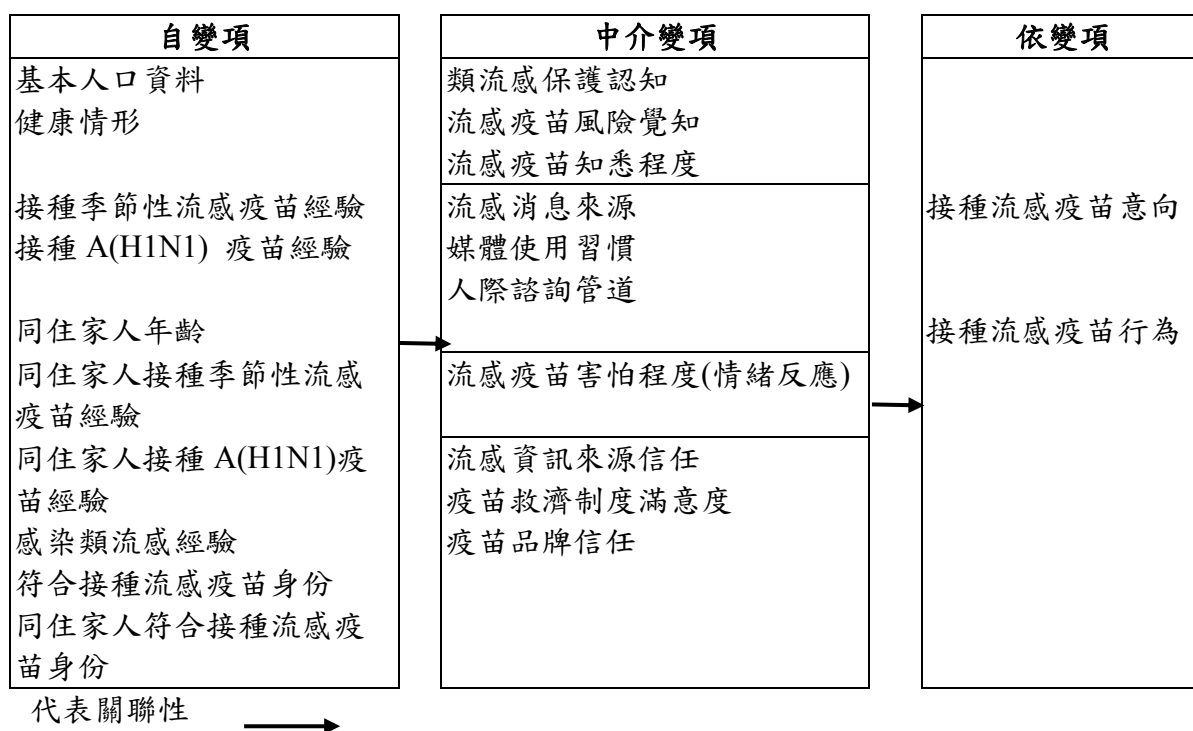 自變項
基本人口資料
健康情形
接種季節性流感疫苗經驗
接種 A(H1N1) 疫苗經驗
同住家人年齡
同住家人接種季節性流感
疫苗經驗
同住家人接種 A(H1N1)疫
苗經驗
感染類流感經驗
符合接種流感疫苗身份
同住家人符合接種流感疫
苗身份
中介變項
類流感保護認知
流感疫苗風險覺知
流感疫苗知悉程度
流感消息來源
媒體使用習慣
人際諮詢管道
流感疫苗害怕程度(情緒反應)
流感資訊來源信任
疫苗救濟制度滿意度
疫苗品牌信任
依變項
接種流感疫苗意向
接種流感疫苗行為
代表關聯性